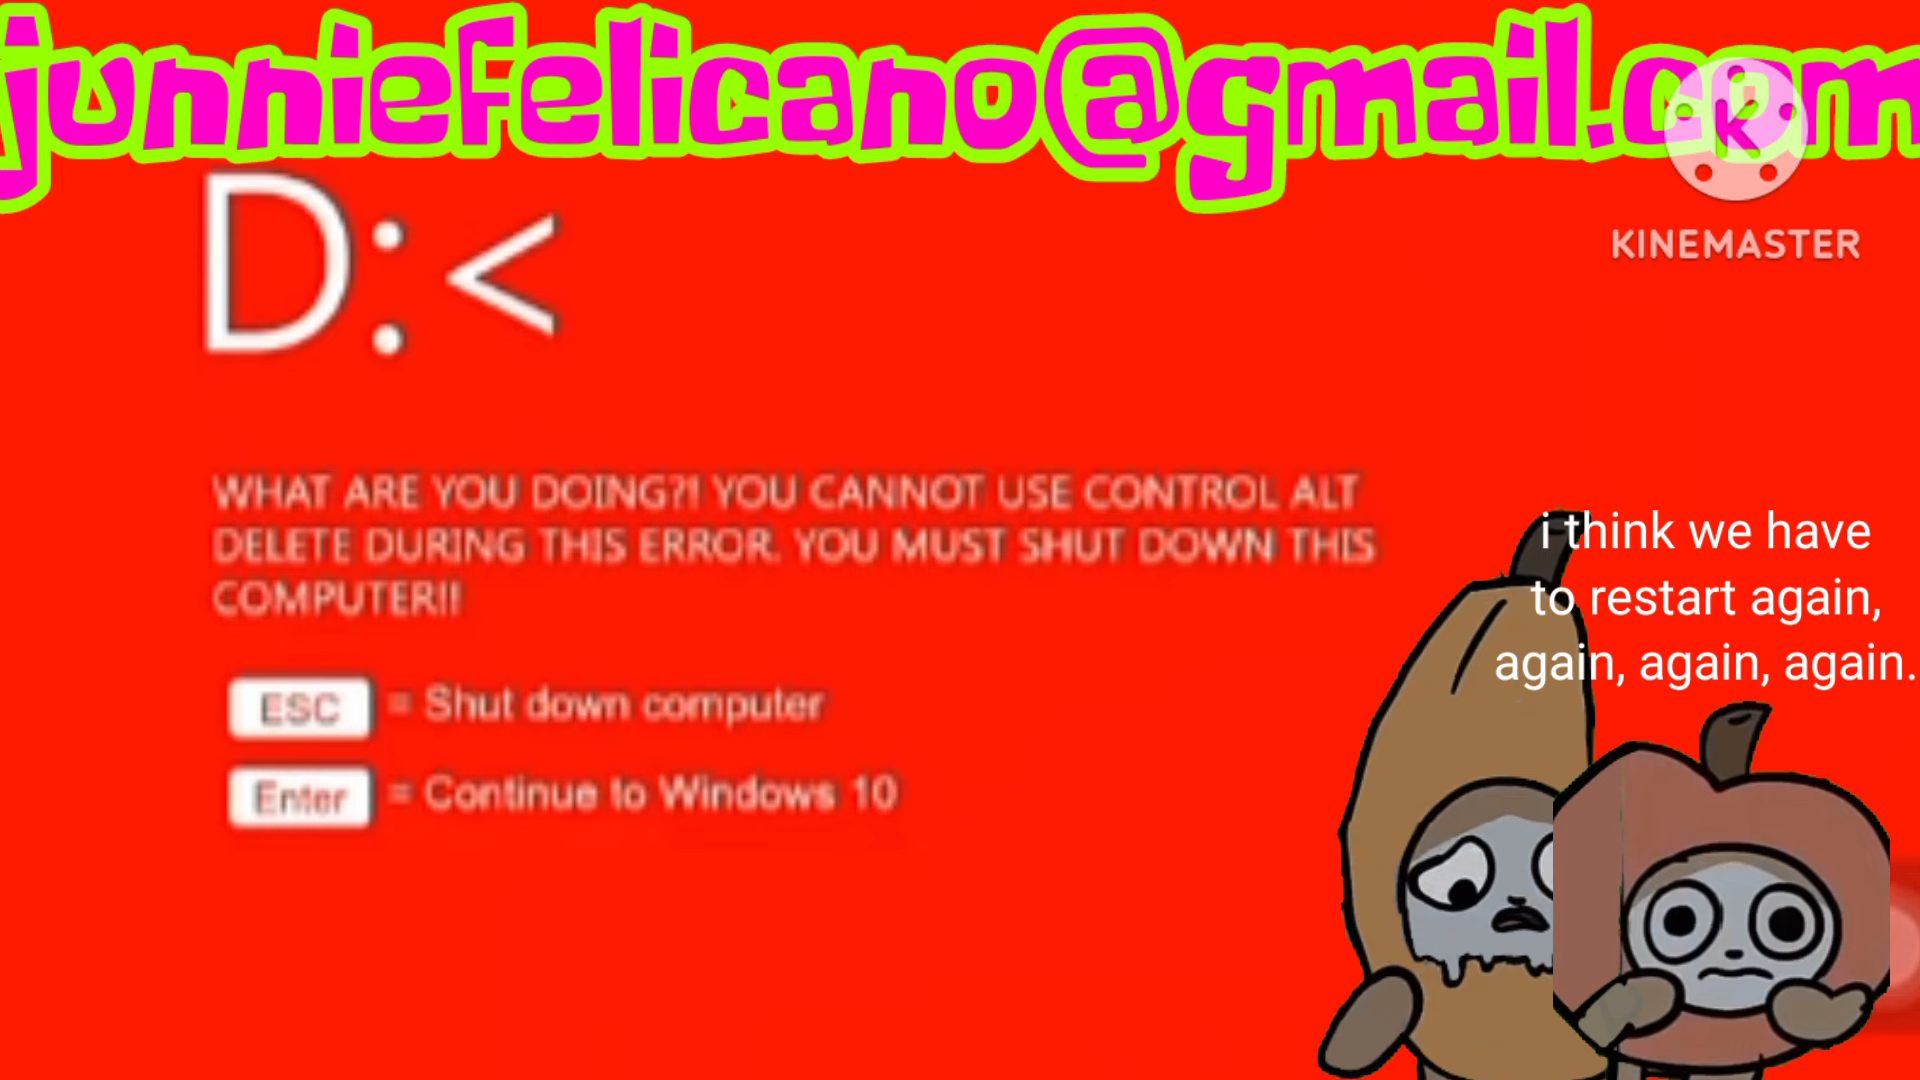 junniefelicano@gmail.com
K
KINEMASTER
D:<
WHAT ARE YOU DOING?! YOU CANNOT USE CONTROL ALT
DELETE DURING THIS ERROR. YOU MUST SHUT DOWN THIS
COMPUTER!!
ESC = Shut down computer
Enter = Continue to Windows 10
i think we have
to restart again,
again, again, again.